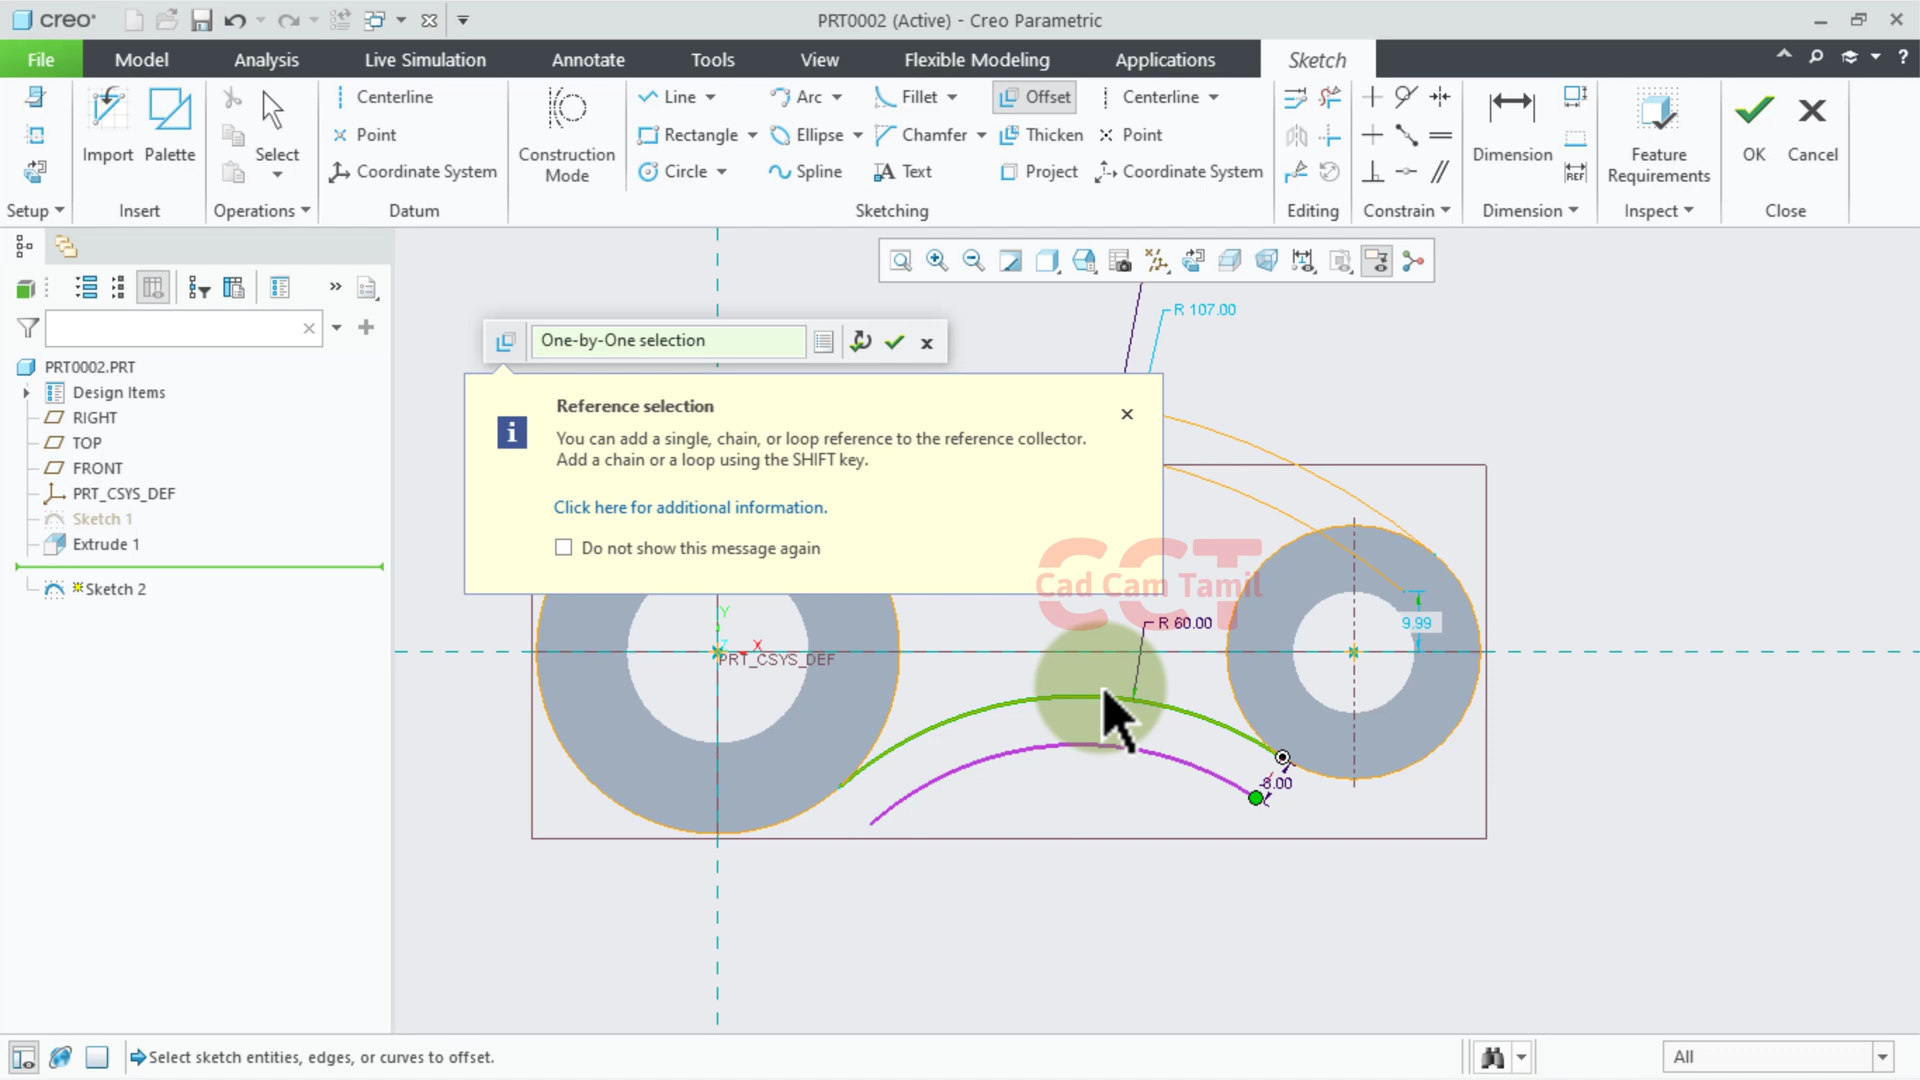 creo
PRT0002 (Active) - Creo Parametric
File
Model
Analysis
Live Simulation
Annotate
Tools
View
Flexible Modeling
Applications
Sketch
Import
Palette
Select
Centerline
Point
Coordinate System
Construction
Mode
Line
Arc
Fillet
Offset
Centerline
Rectangle
Ellipse
Chamfer
Thicken
Point
Circle
Spline
Text
Project
Coordinate System
Dimension
REF
Feature
Requirements
OK
Cancel
Setup
Insert
Operations
Datum
Sketching
Editing
Constrain
Dimension
Inspect
Close
PRT0002.PRT
Design Items
RIGHT
TOP
FRONT
PRT_CSYS_DEF
Sketch 1
Extrude 1
Sketch 2
One-by-One selection
Reference selection
You can add a single, chain, or loop reference to the reference collector.
Add a chain or a loop using the SHIFT key.
Click here for additional information.
Do not show this message again
R 107.00
CCT
Cad Cam Tamil
R 60.00
9.99
Y
X
Z
PRT_CSYS_DEF
-8.00
Select sketch entities, edges, or curves to offset.
All